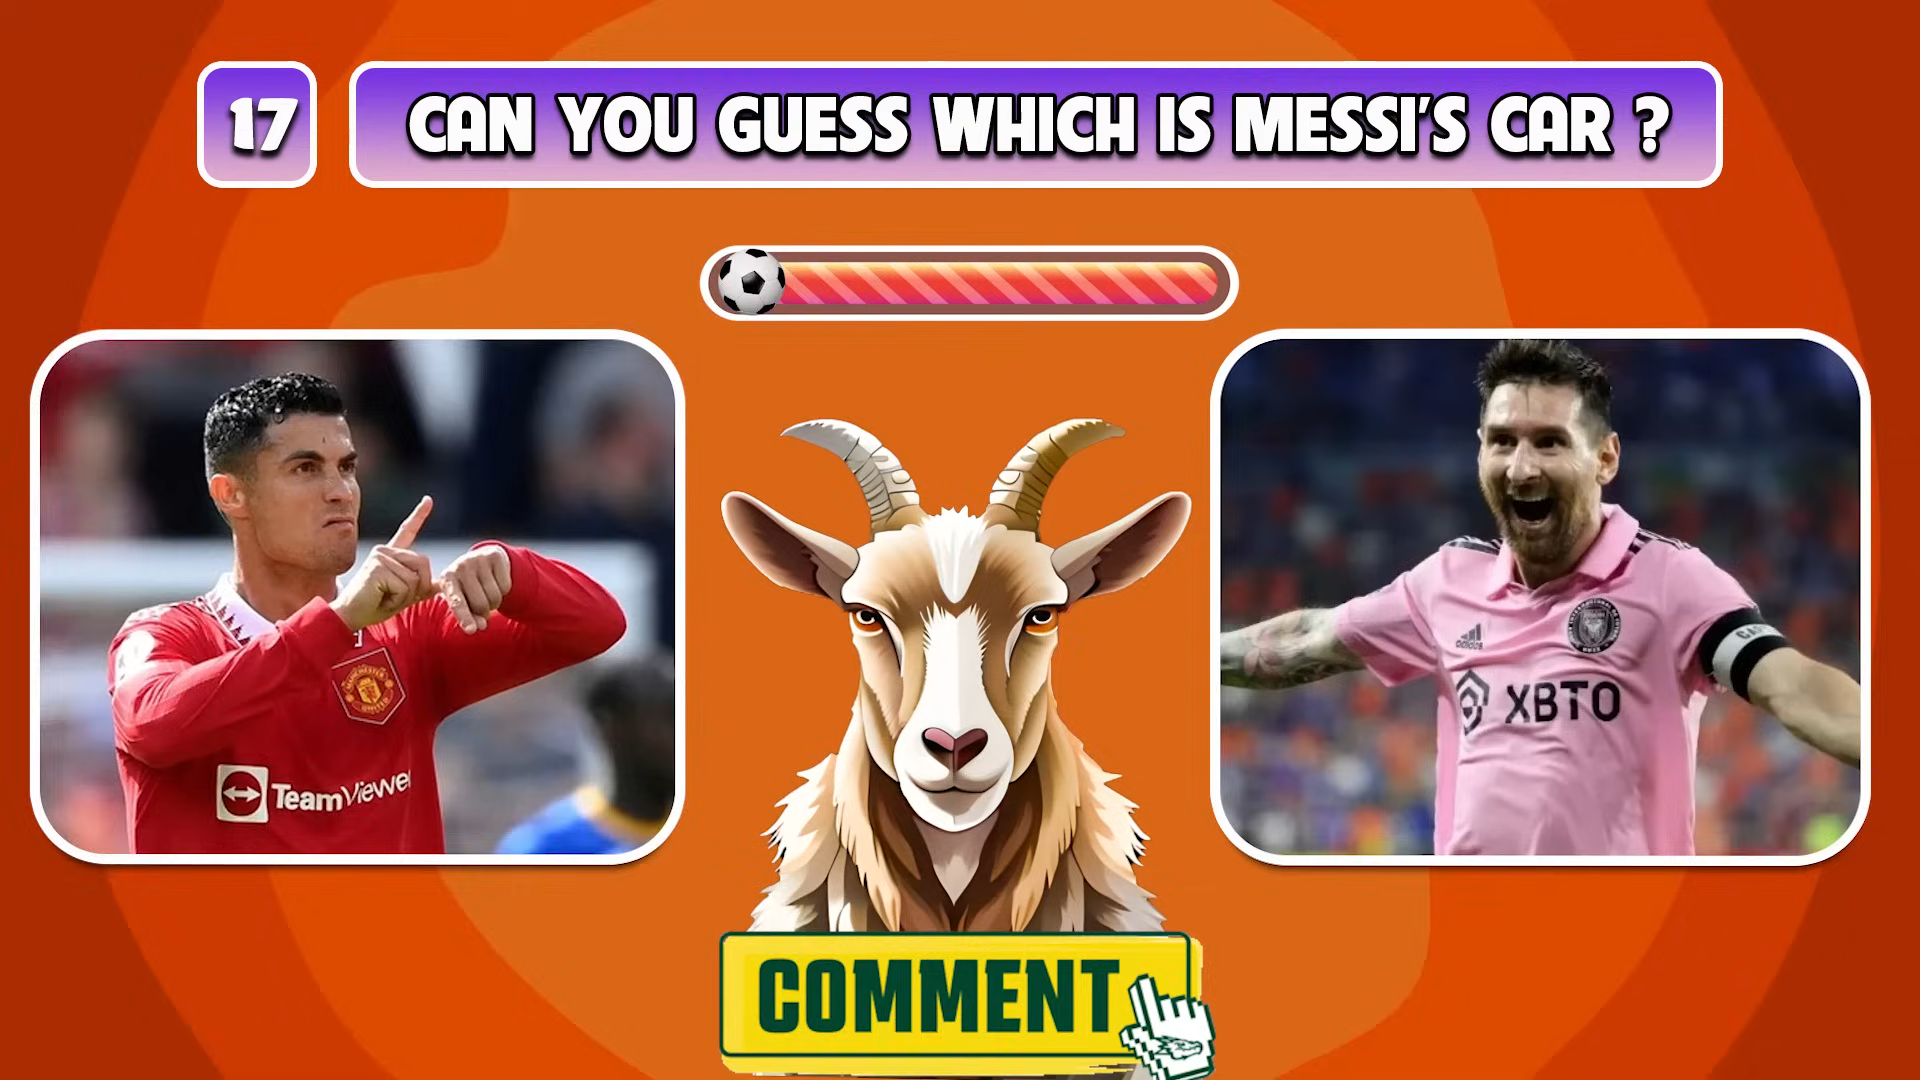 17
CAN YOU GUESS WHICH IS MESSI'S CAR ?
TeamViewer
adidas
XBTO
COMMENT